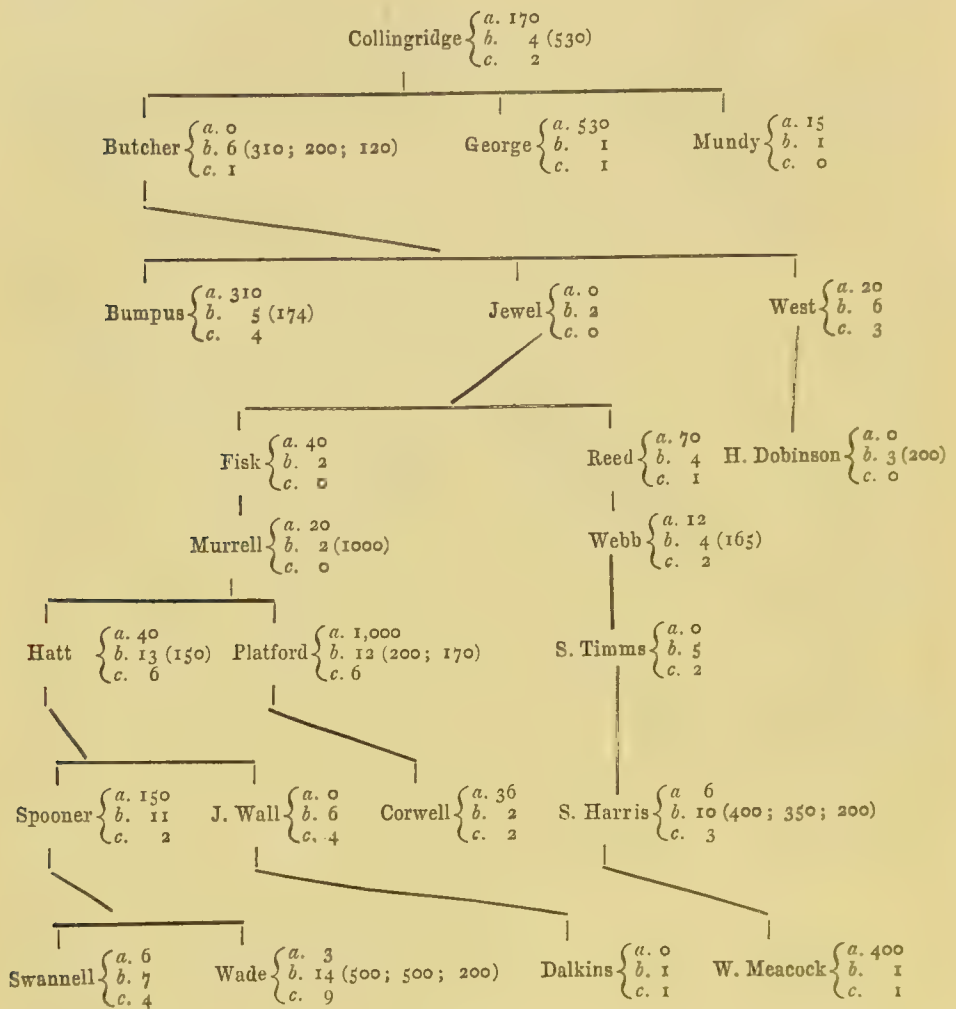 Collingridge { a. 170
b. 4 (530)
c. 2
Butcher { a. 0
b. 6 (310; 200; 120)
c. 1
George { a. 530
b. 1
c. 1
Mundy { a. 15
b. 1
c. 0
Bumpus { a. 310
b. 5 (174)
c. 4
Jewel { a. 0
b. 2
c. 0
West { a. 20
b. 6
c. 3
Fisk { a. 40
b. 2
c. 0
Reed { a. 70
b. 4
c. 1
H. Dobinson { a. 0
b. 3 (200)
c. 0
Murrell { a. 20
b. 2 (1000)
c. 0
Webb { a. 12
b. 4 (165)
c. 2
Hatt { a. 40
b. 13 (150)
c. 6
Platford { a. 1,000
b. 12 (200; 170)
c. 6
S. Timms { a. 0
b. 5
c. 2
Spooner { a. 150
b. 11
c. 2
J. Wall { a. 0
b. 6
c. 4
Corwell { a. 36
b. 2
c. 2
S. Harris { a 6
b. 10 (400; 350; 200)
c. 3
Swannell { a. 6
b. 7
c. 4
Wade { a. 3
b. 14 (500; 500; 200)
c. 9
Dalkins { a. 0
b. 1
c. 1
W. Meacock { a. 400
b. 1
c. 1